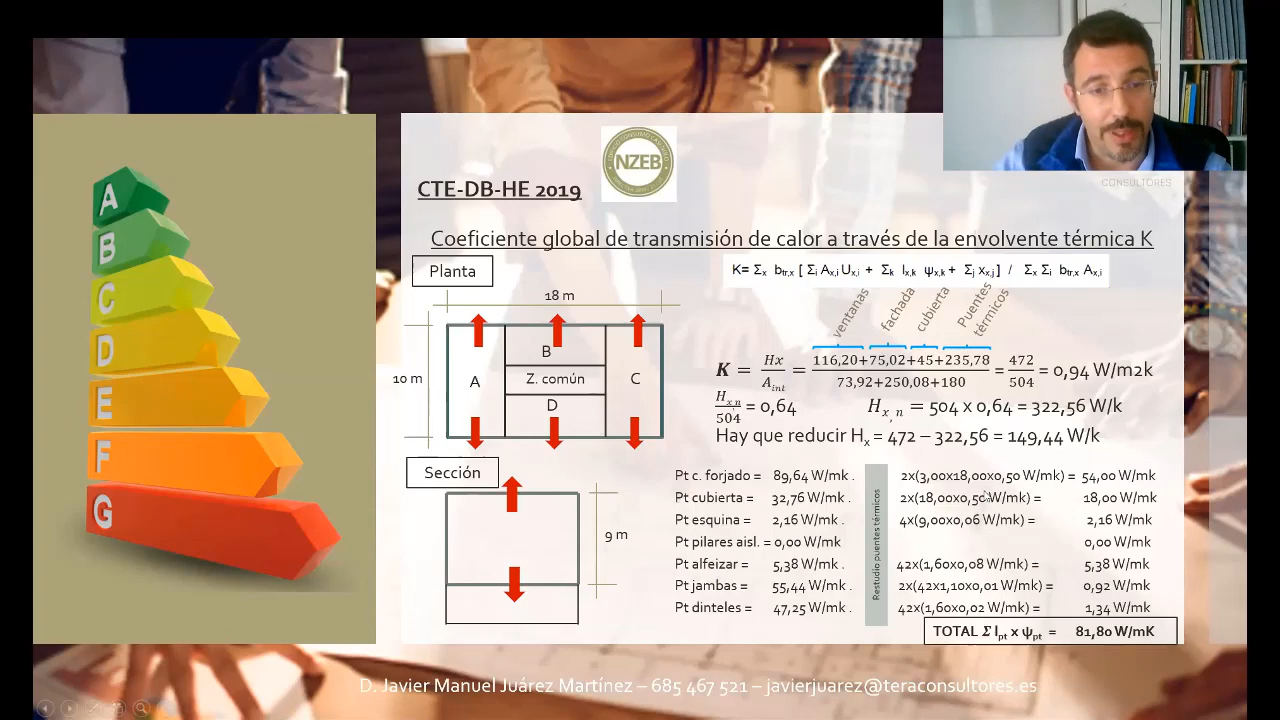 A
B
C
D
E
F
G
NZEB
CONSULTORES
CTE-DB-HE 2019
Coeficiente global de transmisión de calor a través de la envolvente térmica K
Planta
K= Σx btr,x [ Σi Ax,i Ux,i + Σk lx,k ψx,k + Σj xx,j ] / Σx Σi btr,x Ax,i
18 m
10 m
A
B
Z. común
D
C
ventanas
fachada
cubierta
Puentes térmicos
K = Hx / Aint = 116,20+75,02+45+235,78 / 73,92+250,08+180 = 472 / 504 = 0,94 W/m2k
Hx,n / 504 = 0,64 Hx,n = 504 x 0,64 = 322,56 W/k
Hay que reducir Hx = 472 – 322,56 = 149,44 W/k
Sección
9 m
Pt c. forjado = 89,64 W/mk . 2x(3,00x18,00x0,50 W/mk) = 54,00 W/mk
Pt cubierta = 32,76 W/mk . 2x(18,00x0,50 W/mk) = 18,00 W/mk
Pt esquina = 2,16 W/mk . 4x(9,00x0,06 W/mk) = 2,16 W/mk
Pt pilares aisl. = 0,00 W/mk 0,00 W/mk
Pt alfeizar = 5,38 W/mk . 42x(1,60x0,08 W/mk) = 5,38 W/mk
Pt jambas = 55,44 W/mk . 2x(42x1,10x0,01 W/mk) = 0,92 W/mk
Pt dinteles = 47,25 W/mk . 42x(1,60x0,02 W/mk) = 1,34 W/mk
Restudio puentes térmicos
TOTAL Σ lpt x ψpt = 81,80 W/mK
D. Javier Manuel Juárez Martínez – 685 467 521 – javierjuarez@teraconsultores.es